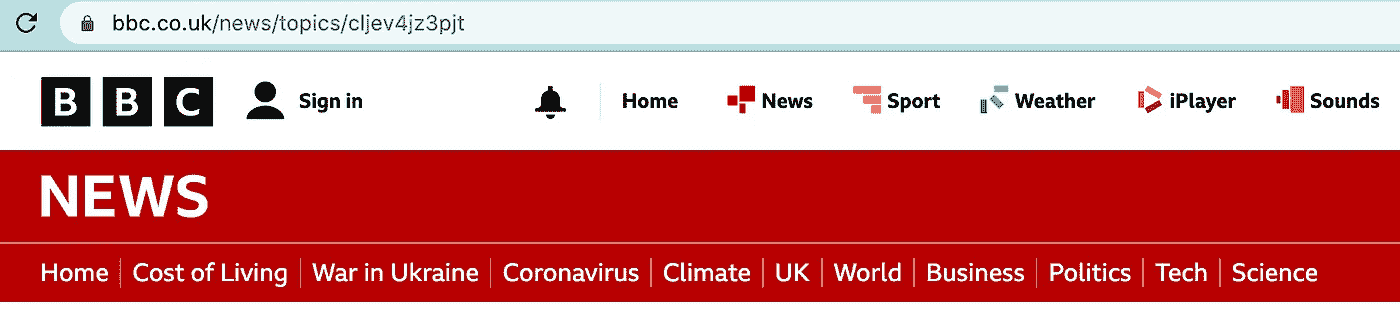 bbc.co.uk/news/topics/cljev4jz3pjt
BBC Sign in Home News Sport Weather iPlayer Sounds
NEWS
Home Cost of Living War in Ukraine Coronavirus Climate UK World Business Politics Tech Science